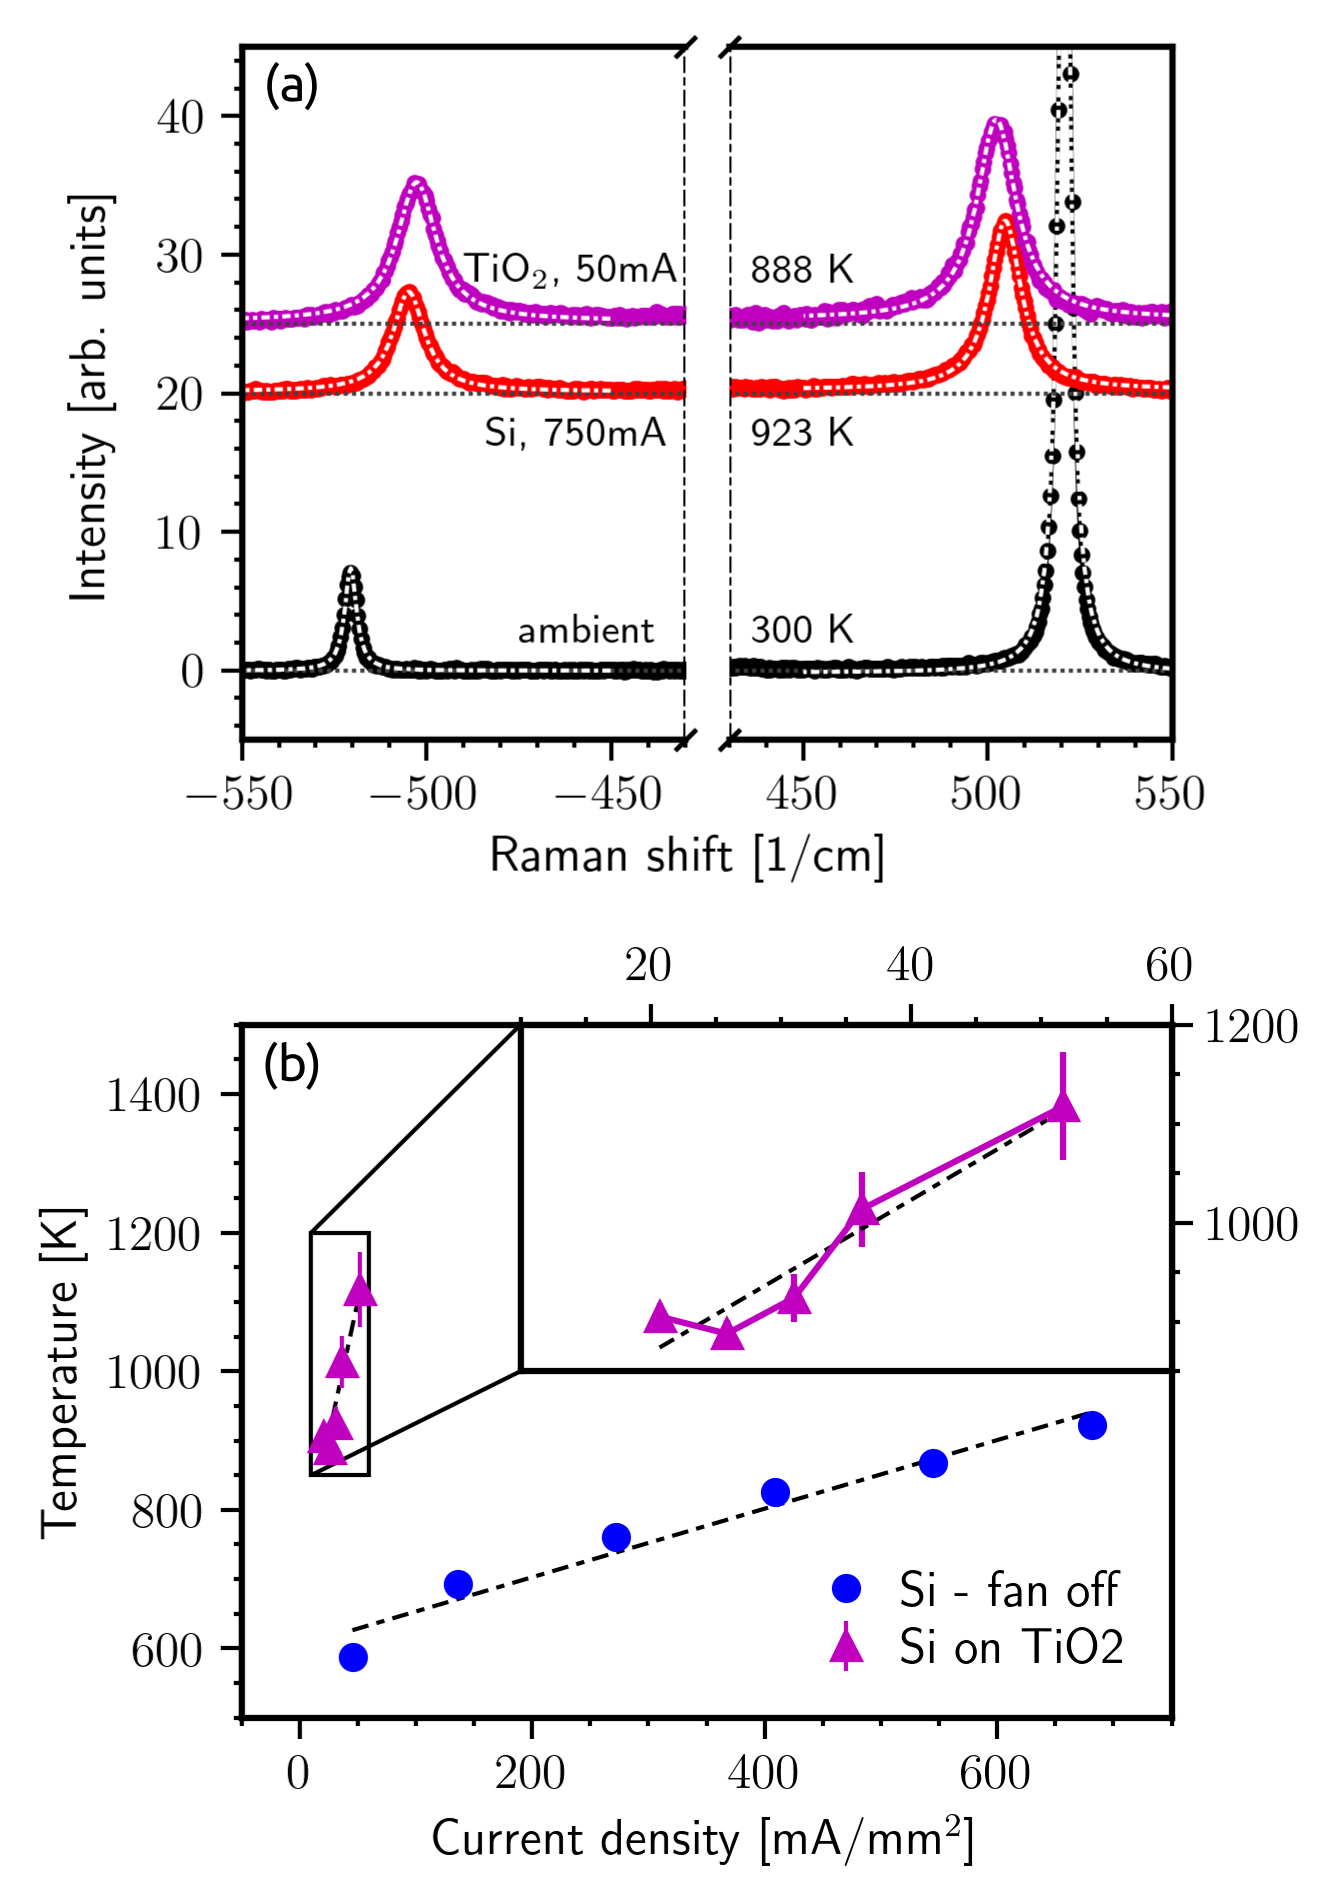 (a)
40
30
20
10
0
Intensity [arb. units]
TiO₂, 50mA
888 K
Si, 750mA
923 K
ambient
300 K
−550
−500
−450
450
500
550
Raman shift [1/cm]
20
40
60
(b)
1200
1000
1400
1200
1000
800
600
Temperature [K]
Si - fan off
Si on TiO2
0
200
400
600
Current density [mA/mm²]